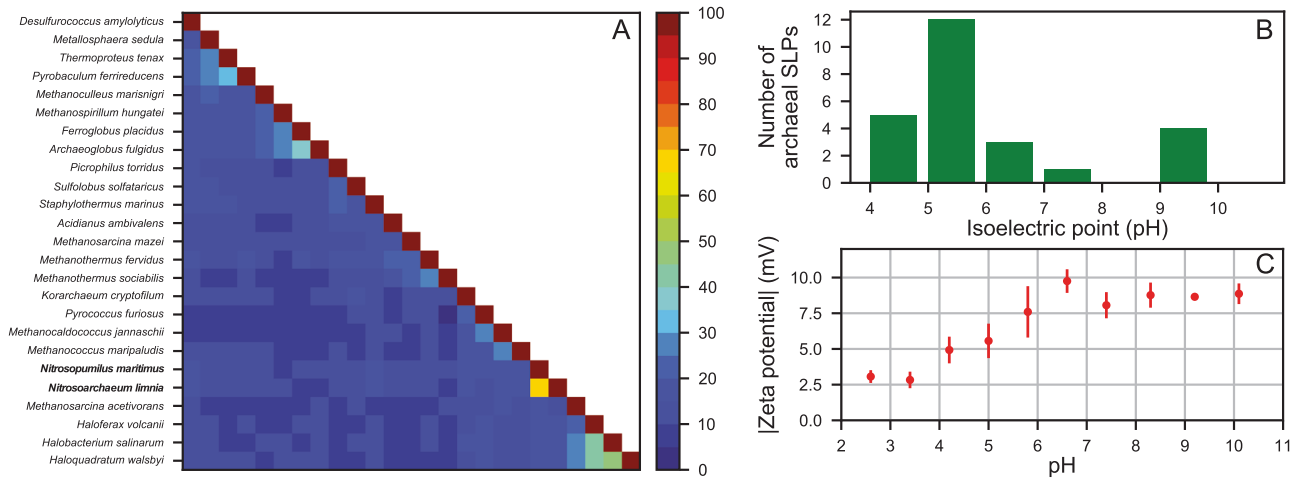 A
Desulfurococcus amylolyticus
Metallosphaera sedula
Thermoproteus tenax
Pyrobaculum ferrireducens
Methanoculleus marisnigri
Methanospirillum hungatei
Ferroglobus placidus
Archaeoglobus fulgidus
Picrophilus torridus
Sulfolobus solfataricus
Staphylothermus marinus
Acidianus ambivalens
Methanosarcina mazei
Methanothermus fervidus
Methanothermus sociabilis
Korarchaeum cryptofilum
Pyrococcus furiosus
Methanocaldococcus jannaschii
Methanococcus maripaludis
Nitrosopumilus maritimus
Nitrosoarchaeum limnia
Methanosarcina acetivorans
Haloferax volcanii
Halobacterium salinarum
Haloquadratum walsbyi
100
90
80
70
60
50
40
30
20
10
0
B
Number of
archaeal SLPs
12
10
8
6
4
2
0
4 5 6 7 8 9 10
Isoelectric point (pH)
C
|Zeta potential| (mV)
10.0
7.5
5.0
2.5
0.0
2 3 4 5 6 7 8 9 10 11
pH